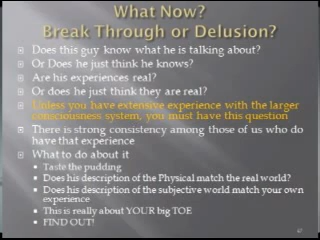 What Now?
Break Through or Delusion?
Does this guy know what he is talking about?
Or Does he just think he knows?
Are his experiences real?
Or does he just think they are real?
Unless you have extensive experience with the larger
consciousness system, you must have this question
There is strong consistency among those of us who do
have that experience
What to do about it
Taste the pudding
Does his description of the Physical match the real world?
Does his description of the subjective world match your own
experience
This is really about YOUR big TOE
FIND OUT!